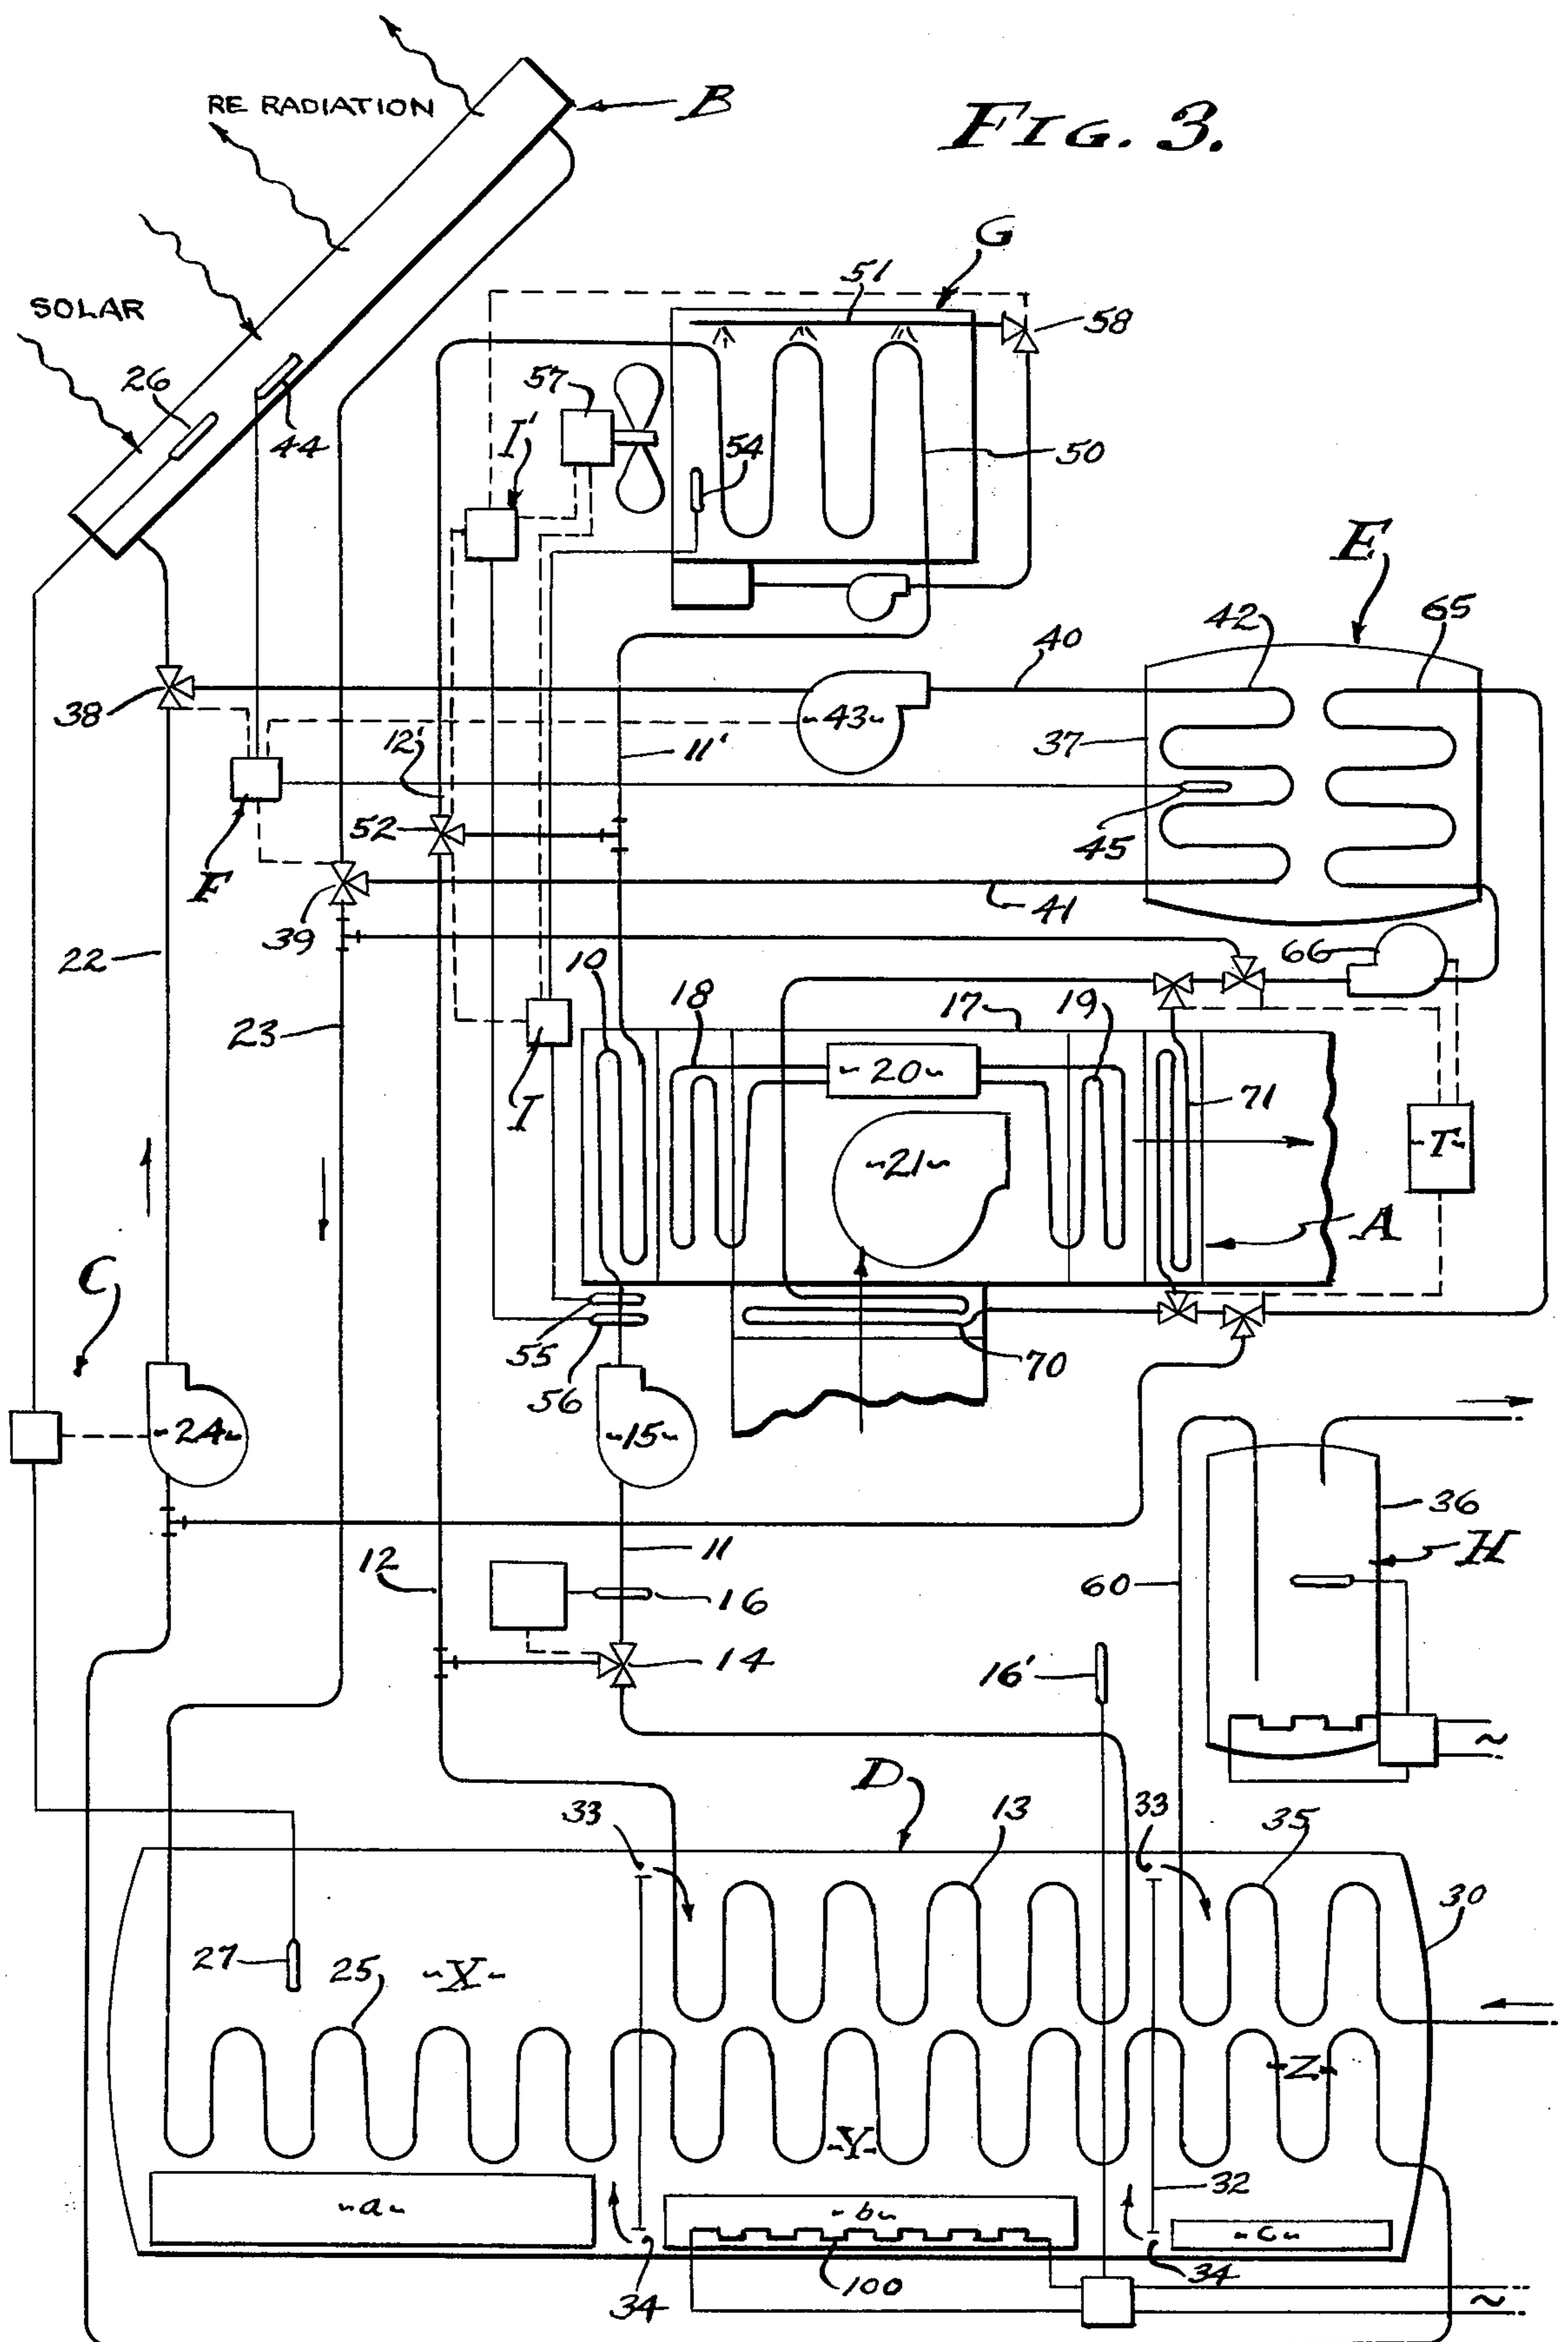 RE RADIATION
B
FIG. 3.
SOLAR
G
51
58
26
44
57
I'
54
50
E
42
65
40
38
~43~
12'
11'
37
52
45
F
39
41
22
10
18
17
19
66
23
~20~
I
71
~21~
~T~
A
C
55
56
70
~24~
~15~
36
11
H
12
16
60
14
16'
D
33
13
33
35
30
27
25
~X~
~Z~
~Y~
32
~a~
~b~
~c~
34
100
34
~
~